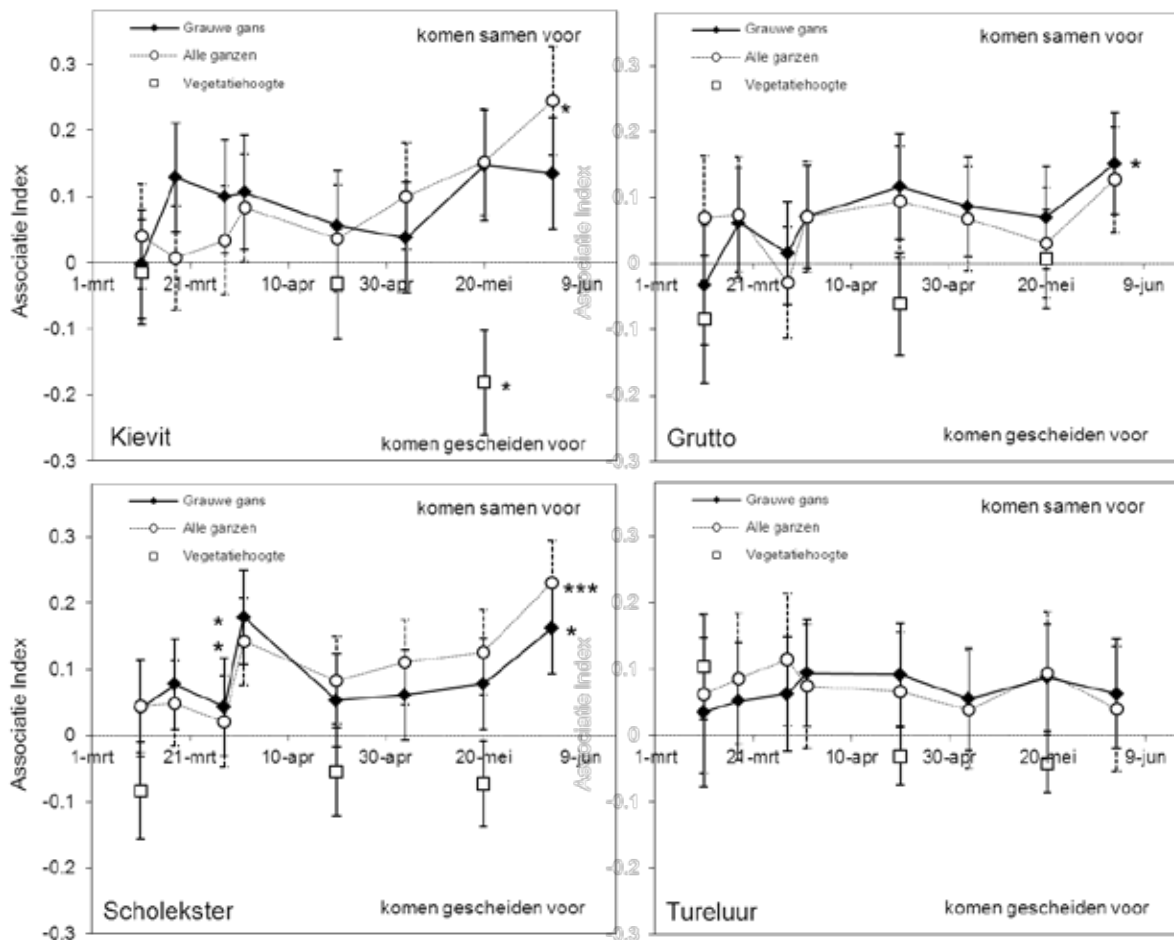 Grauwe gans
Alle ganzen
Vegetatiehoogte
komen samen voor
0.3
0.2
0.1
0
-0.1
-0.2
-0.3
Associatie Index
1-mrt 21-mrt 10-apr 30-apr 20-mei 9-jun
*
*
Kievit
komen gescheiden voor
Grauwe gans
Alle ganzen
Vegetatiehoogte
komen samen voor
0.3
0.2
0.1
0
-0.1
-0.2
-0.3
Associatie Index
1-mrt 21-mrt 10-apr 30-apr 20-mei 9-jun
*
Grutto
komen gescheiden voor
Grauwe gans
Alle ganzen
Vegetatiehoogte
komen samen voor
0.3
0.2
0.1
0
-0.1
-0.2
-0.3
Associatie Index
1-mrt 21-mrt 10-apr 30-apr 20-mei 9-jun
*
*
***
*
Scholekster
komen gescheiden voor
Grauwe gans
Alle ganzen
Vegetatiehoogte
komen samen voor
0.3
0.2
0.1
0
-0.1
-0.2
-0.3
Associatie Index
1-mrt 21-mrt 10-apr 30-apr 20-mei 9-jun
Tureluur
komen gescheiden voor